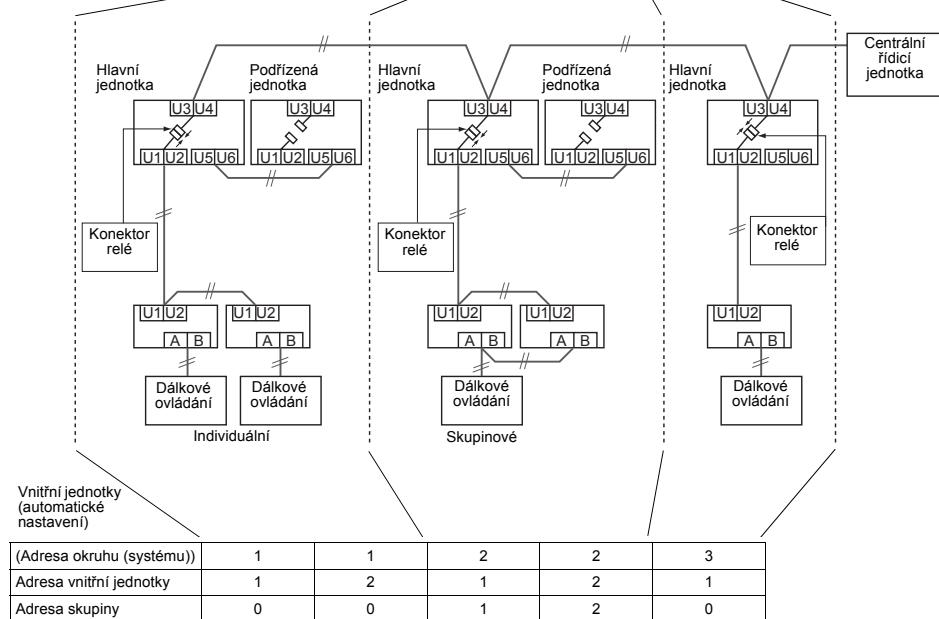 Centrální
řídicí
jednotka
Hlavní
jednotka
Podřízená
jednotka
Hlavní
jednotka
Podřízená
jednotka
Hlavní
jednotka
U3 U4
U3 U4
U3 U4
U3 U4
U3 U4
U1 U2 U5 U6
U1 U2 U5 U6
U1 U2 U5 U6
U1 U2 U5 U6
U1 U2 U5 U6
Konektor
relé
Konektor
relé
Konektor
relé
U1 U2
U1 U2
U1 U2
U1 U2
U1 U2
A B
A B
A B
A B
A B
Dálkové
ovládání
Dálkové
ovládání
Dálkové
ovládání
Dálkové
ovládání
Individuální
Skupinové
Vnitřní jednotky
(automatické
nastavení)
(Adresa okruhu (systému)) 1 1 2 2 3
Adresa vnitřní jednotky 1 2 1 2 1
Adresa skupiny 0 0 1 2 0